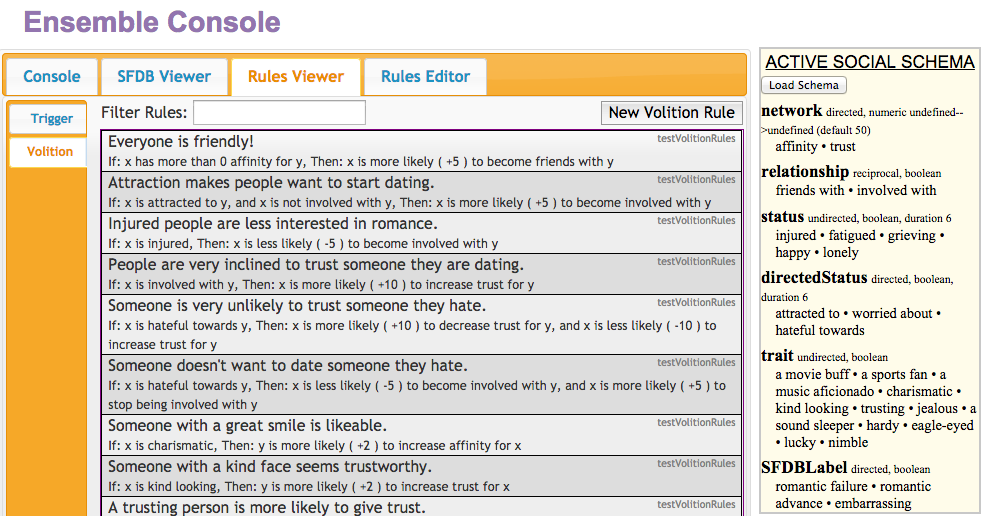 Ensemble Console
Console
SFDB Viewer
Rules Viewer
Rules Editor
Trigger
Volition
Filter Rules:
New Volition Rule
Everyone is friendly!
testVolitionRules
If: x has more than 0 affinity for y, Then: x is more likely ( +5 ) to become friends with y
Attraction makes people want to start dating.
testVolitionRules
If: x is attracted to y, and x is not involved with y, Then: x is more likely ( +5 ) to become involved with y
Injured people are less interested in romance.
testVolitionRules
If: x is injured, Then: x is less likely ( -5 ) to become involved with y
People are very inclined to trust someone they are dating.
testVolitionRules
If: x is involved with y, Then: x is more likely ( +10 ) to increase trust for y
Someone is very unlikely to trust someone they hate.
testVolitionRules
If: x is hateful towards y, Then: x is more likely ( +10 ) to decrease trust for y, and x is less likely ( -10 ) to
increase trust for y
Someone doesn't want to date someone they hate.
testVolitionRules
If: x is hateful towards y, Then: x is less likely ( -5 ) to become involved with y, and x is more likely ( +5 ) to
stop being involved with y
Someone with a great smile is likeable.
testVolitionRules
If: x is charismatic, Then: y is more likely ( +2 ) to increase affinity for x
Someone with a kind face seems trustworthy.
testVolitionRules
If: x is kind looking, Then: y is more likely ( +2 ) to increase trust for x
A trusting person is more likely to give trust.
testVolitionRules
ACTIVE SOCIAL SCHEMA
Load Schema
network directed, numeric undefined--
>undefined (default 50)
affinity • trust
relationship reciprocal, boolean
friends with • involved with
status undirected, boolean, duration 6
injured • fatigued • grieving •
happy • lonely
directedStatus directed, boolean,
duration 6
attracted to • worried about •
hateful towards
trait undirected, boolean
a movie buff • a sports fan • a
music aficionado • charismatic •
kind looking • trusting • jealous • a
sound sleeper • hardy • eagle-eyed
• lucky • nimble
SFDBLabel directed, boolean
romantic failure • romantic
advance • embarrassing